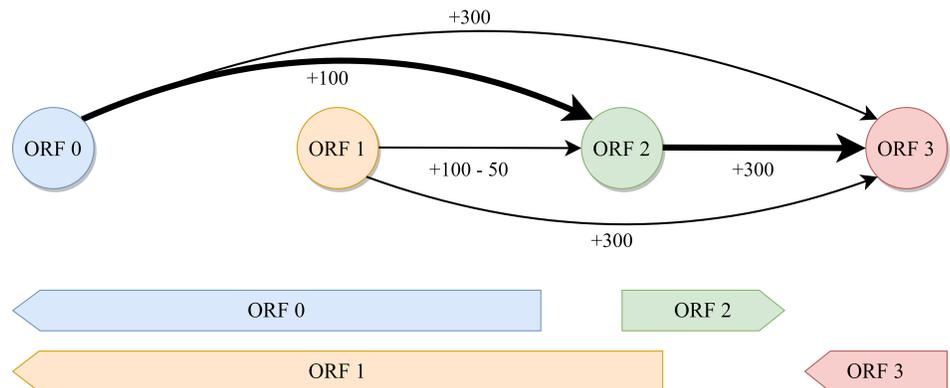 +300
+100
ORF 0
ORF 1
ORF 2
ORF 3
+100 - 50
+300
+300
ORF 0
ORF 2
ORF 1
ORF 3